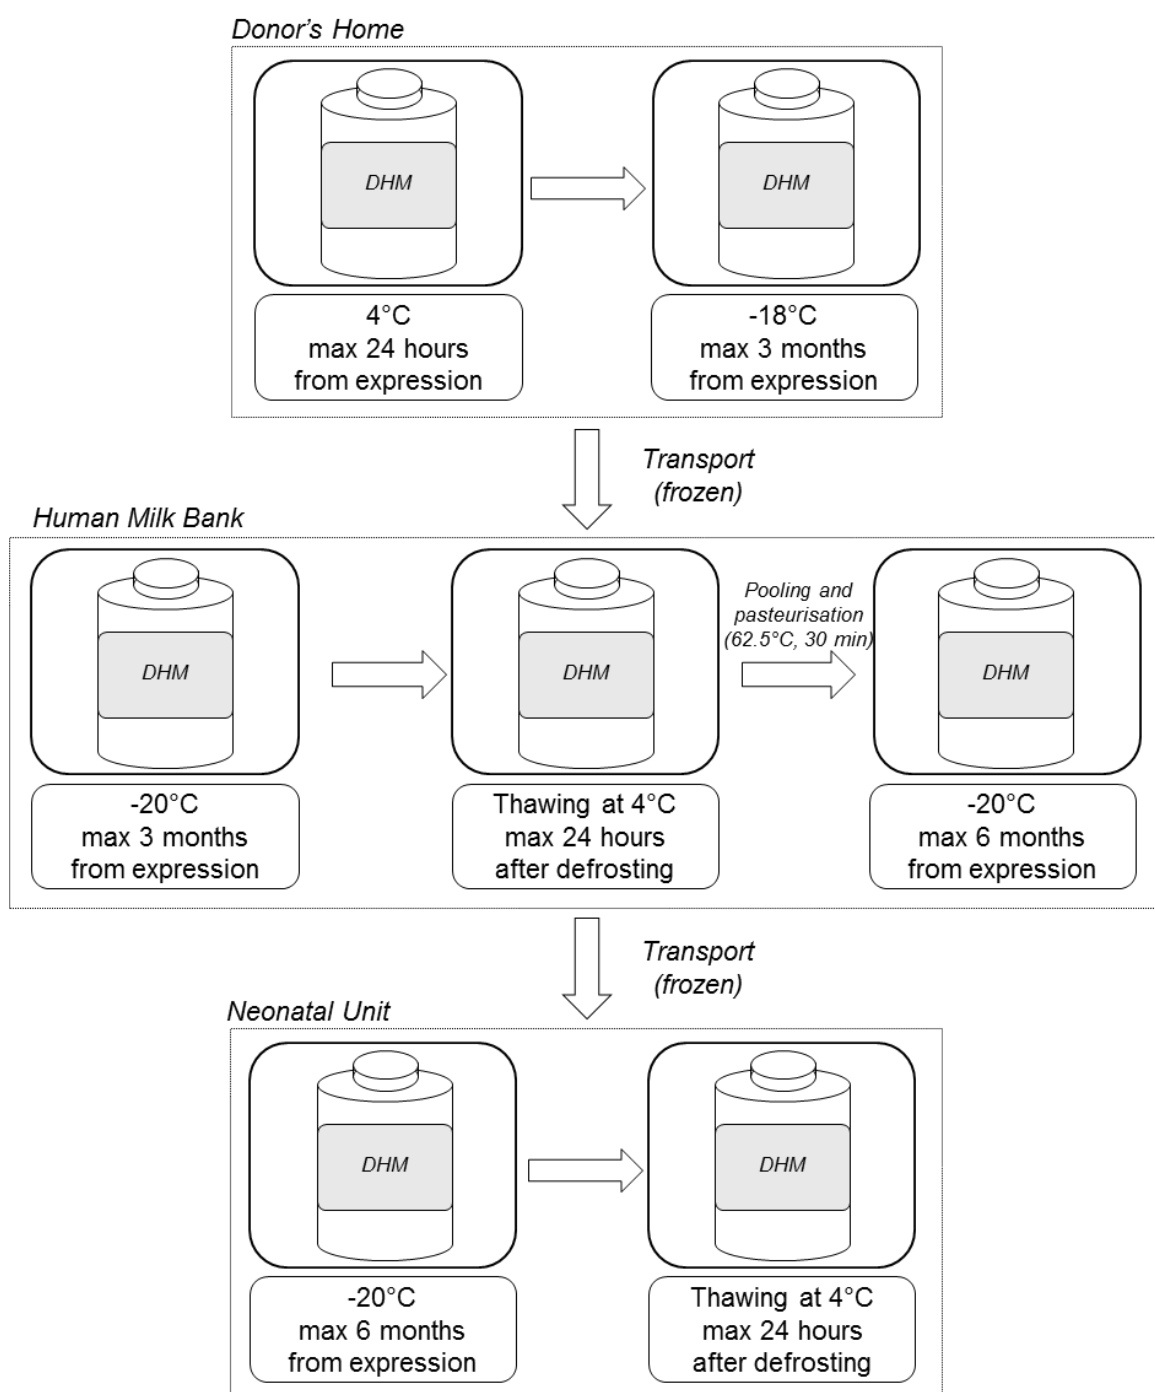 Donor's Home
DHM
DHM
4°C
max 24 hours
from expression
-18°C
max 3 months
from expression
Transport
(frozen)
Human Milk Bank
DHM
DHM
Pooling and
pasteurisation
(62.5°C, 30 min)
DHM
-20°C
max 3 months
from expression
Thawing at 4°C
max 24 hours
after defrosting
-20°C
max 6 months
from expression
Transport
(frozen)
Neonatal Unit
DHM
DHM
-20°C
max 6 months
from expression
Thawing at 4°C
max 24 hours
after defrosting